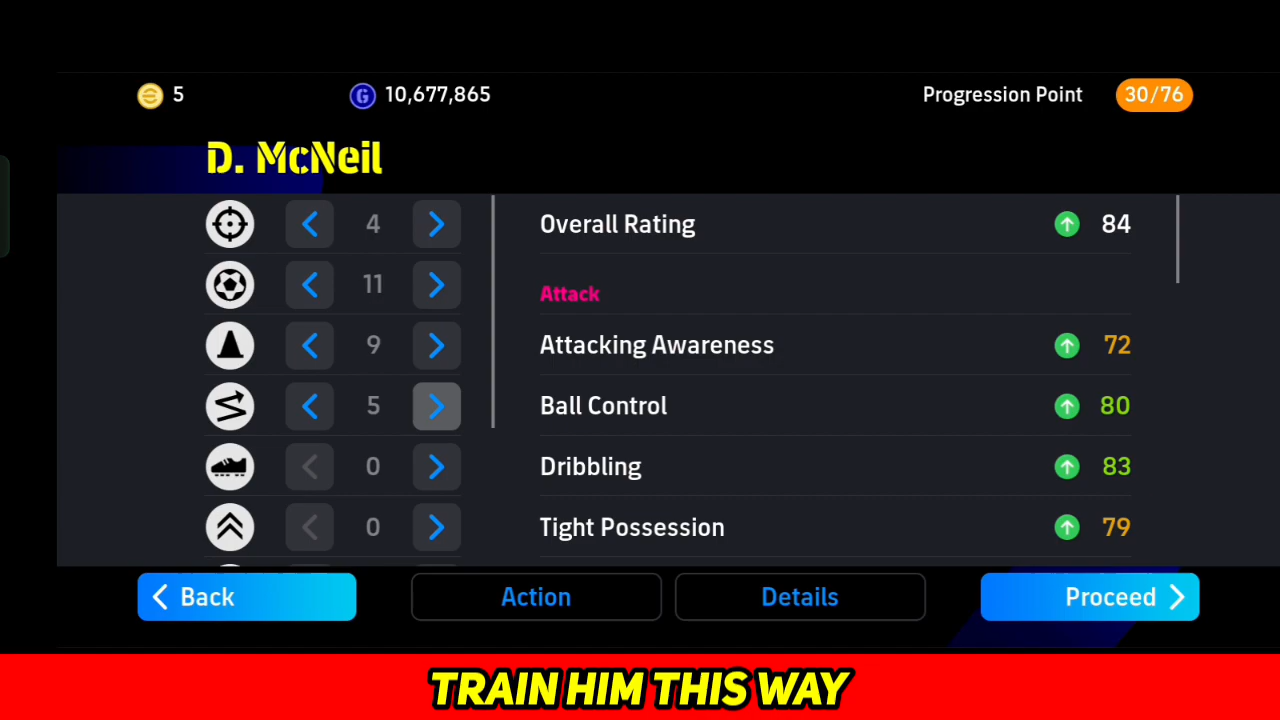 5 10,677,865 Progression Point 30/76
D. McNeil
4
11
9
5
0
0
Overall Rating 84
Attack
Attacking Awareness 72
Ball Control 80
Dribbling 83
Tight Possession 79
Back Action Details Proceed
TRAIN HIM THIS WAY